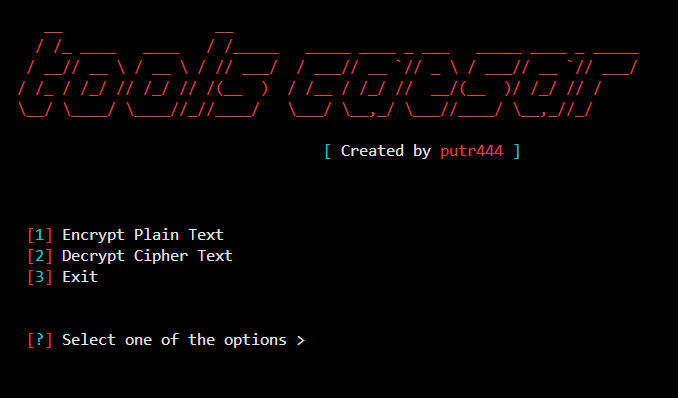 tools caesar
[ Created by putr444 ]
[1] Encrypt Plain Text
[2] Decrypt Cipher Text
[3] Exit
[?] Select one of the options >